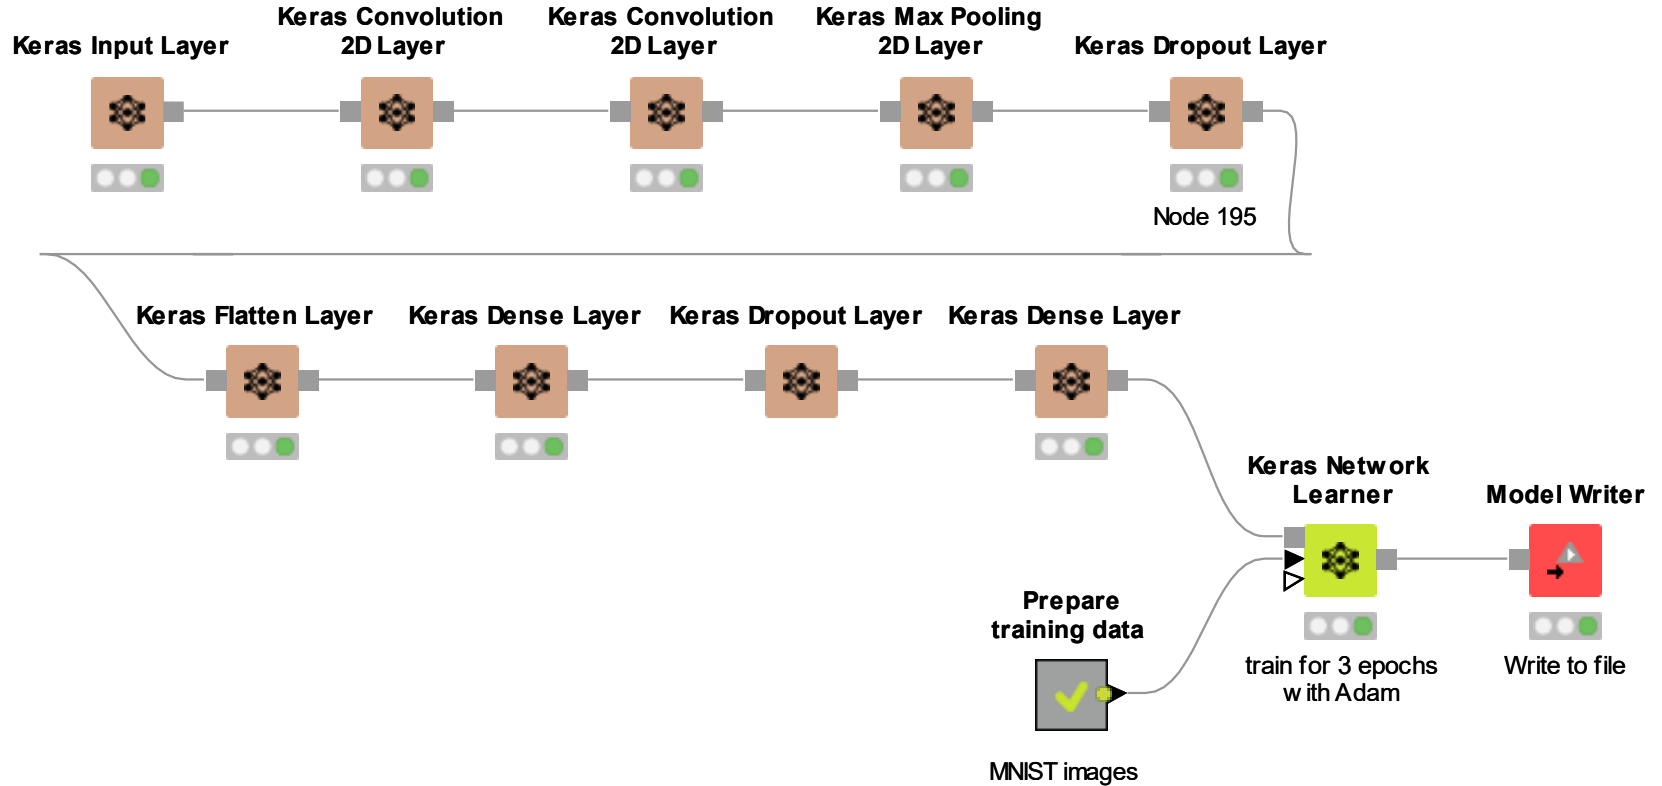 Keras Input Layer
Keras Convolution
2D Layer
Keras Convolution
2D Layer
Keras Max Pooling
2D Layer
Keras Dropout Layer
Node 195
Keras Flatten Layer
Keras Dense Layer
Keras Dropout Layer
Keras Dense Layer
Keras Network
Learner
train for 3 epochs
with Adam
Model Writer
Write to file
Prepare
training data
MNIST images